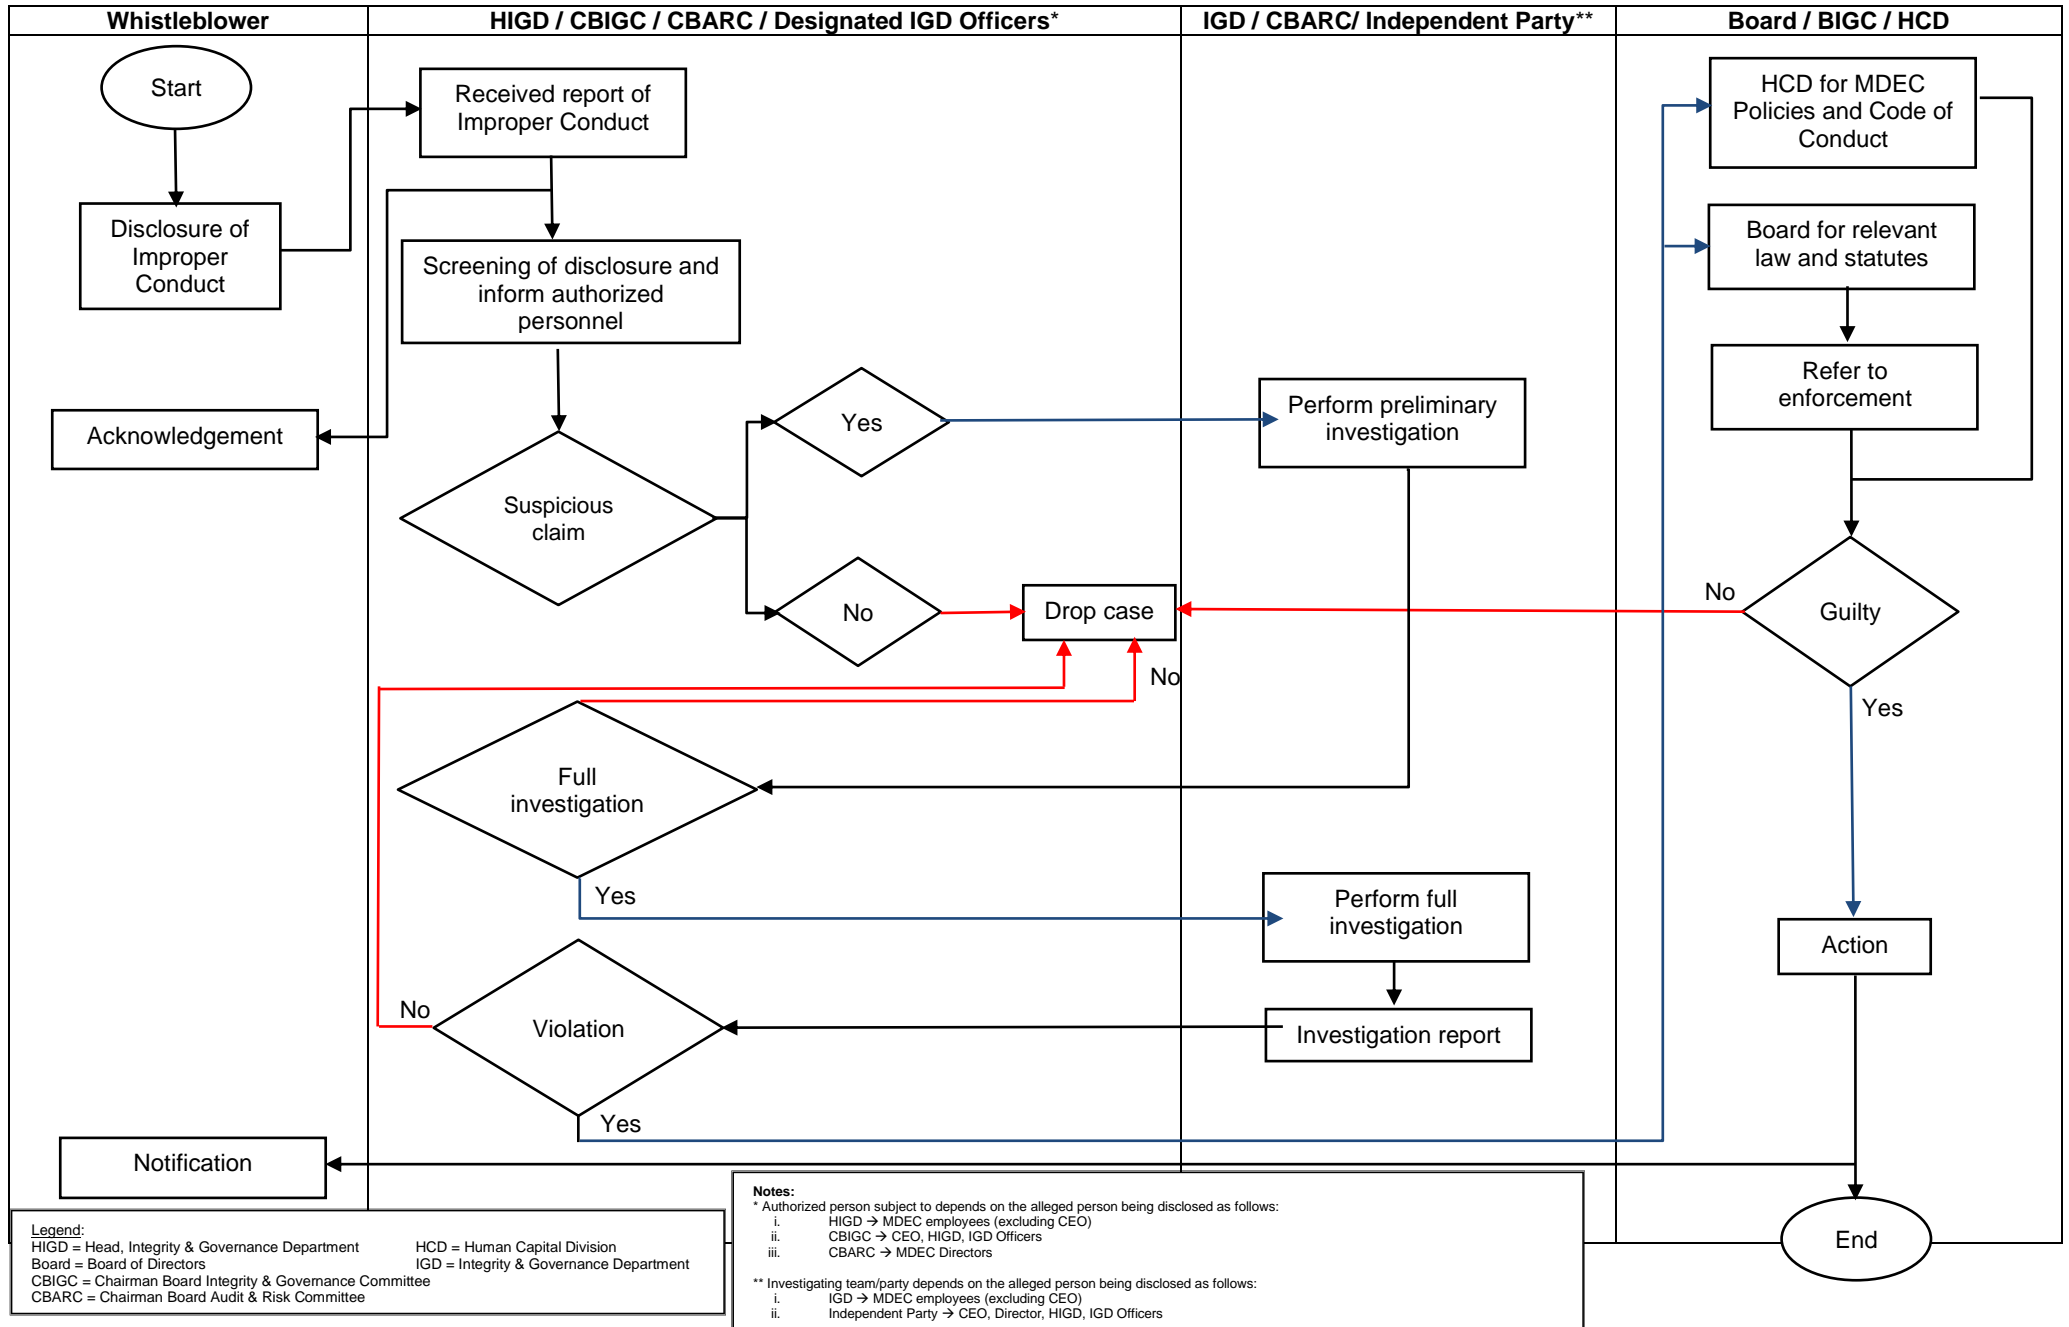 Whistleblower
HIGD / CBIGC / CBARC / Designated IGD Officers*
IGD / CBARC/ Independent Party**
Board / BIGC / HCD
Start
Disclosure of
Improper
Conduct
Acknowledgement
Notification
Received report of
Improper Conduct
Screening of disclosure and
inform authorized
personnel
Suspicious
claim
Yes
No
Drop case
No
Full
investigation
Yes
No
Violation
Yes
Perform preliminary
investigation
Perform full
investigation
Investigation report
HCD for MDEC
Policies and Code of
Conduct
Board for relevant
law and statutes
Refer to
enforcement
No
Guilty
Yes
Action
End
Legend:
HIGD = Head, Integrity & Governance Department HCD = Human Capital Division
Board = Board of Directors IGD = Integrity & Governance Department
CBIGC = Chairman Board Integrity & Governance Committee
CBARC = Chairman Board Audit & Risk Committee
Notes:
* Authorized person subject to depends on the alleged person being disclosed as follows:
i. HIGD → MDEC employees (excluding CEO)
ii. CBIGC → CEO, HIGD, IGD Officers
iii. CBARC → MDEC Directors
** Investigating team/party depends on the alleged person being disclosed as follows:
i. IGD → MDEC employees (excluding CEO)
ii. Independent Party → CEO, Director, HIGD, IGD Officers